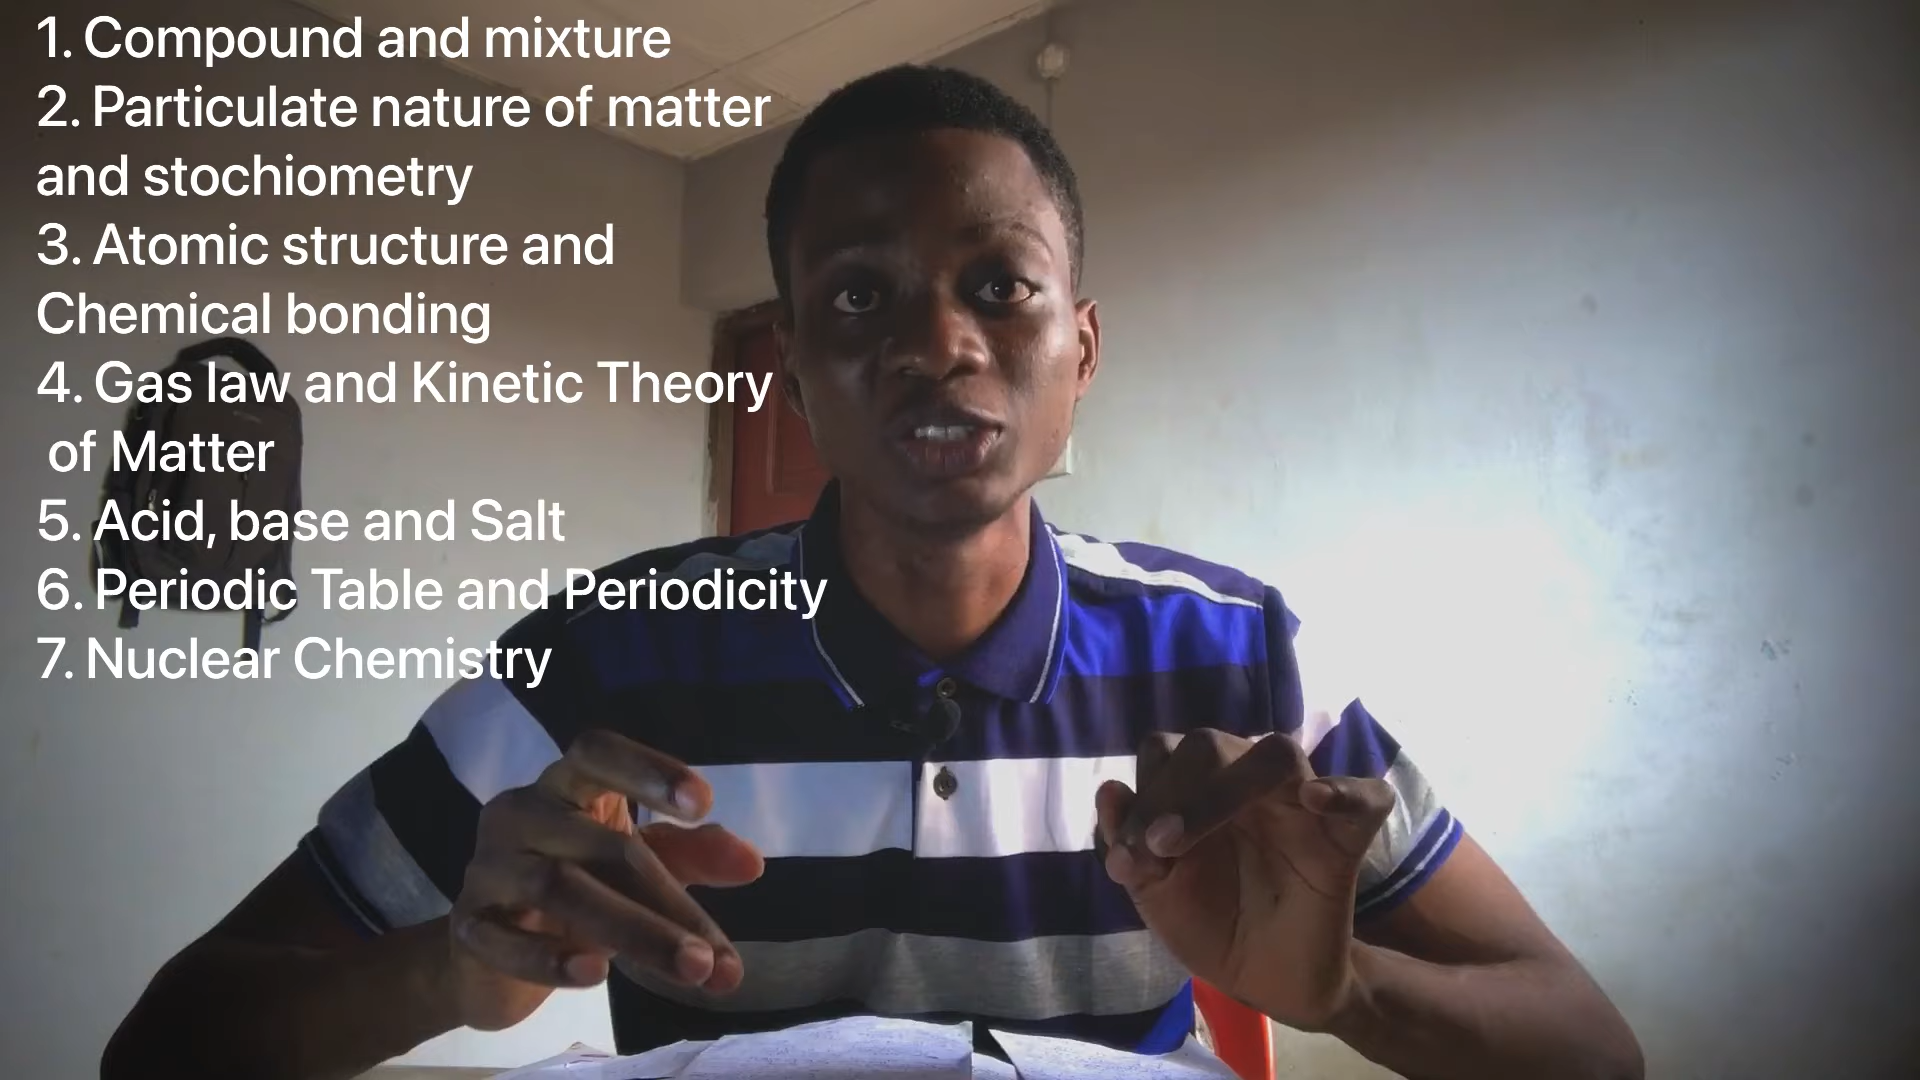 1. Compound and mixture
2. Particulate nature of matter
and stochiometry
3. Atomic structure and
Chemical bonding
4. Gas law and Kinetic Theory
of Matter
5. Acid, base and Salt
6. Periodic Table and Periodicity
7. Nuclear Chemistry